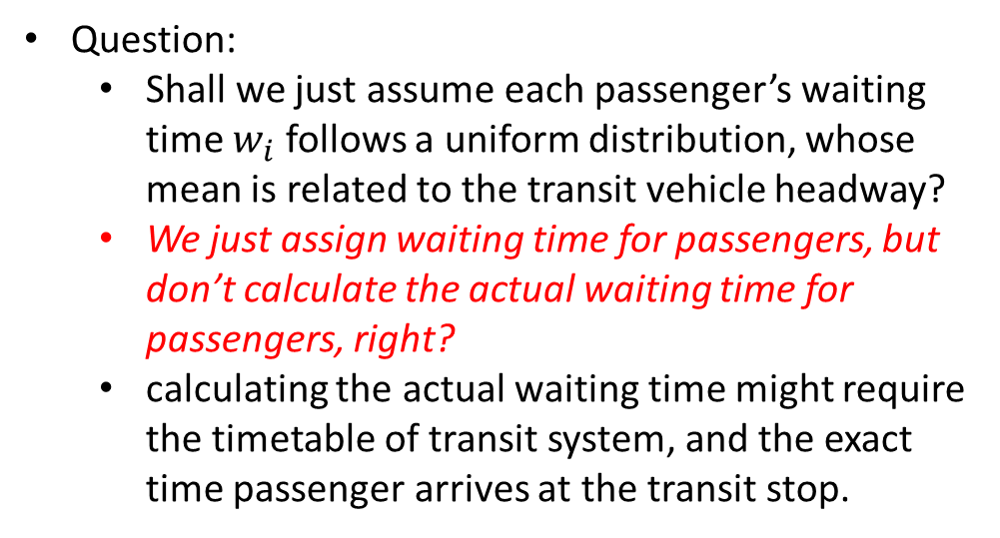 • Question:
• Shall we just assume each passenger’s waiting
time 𝑤𝑖 follows a uniform distribution, whose
mean is related to the transit vehicle headway?
• We just assign waiting time for passengers, but
don’t calculate the actual waiting time for
passengers, right?
• calculating the actual waiting time might require
the timetable of transit system, and the exact
time passenger arrives at the transit stop.